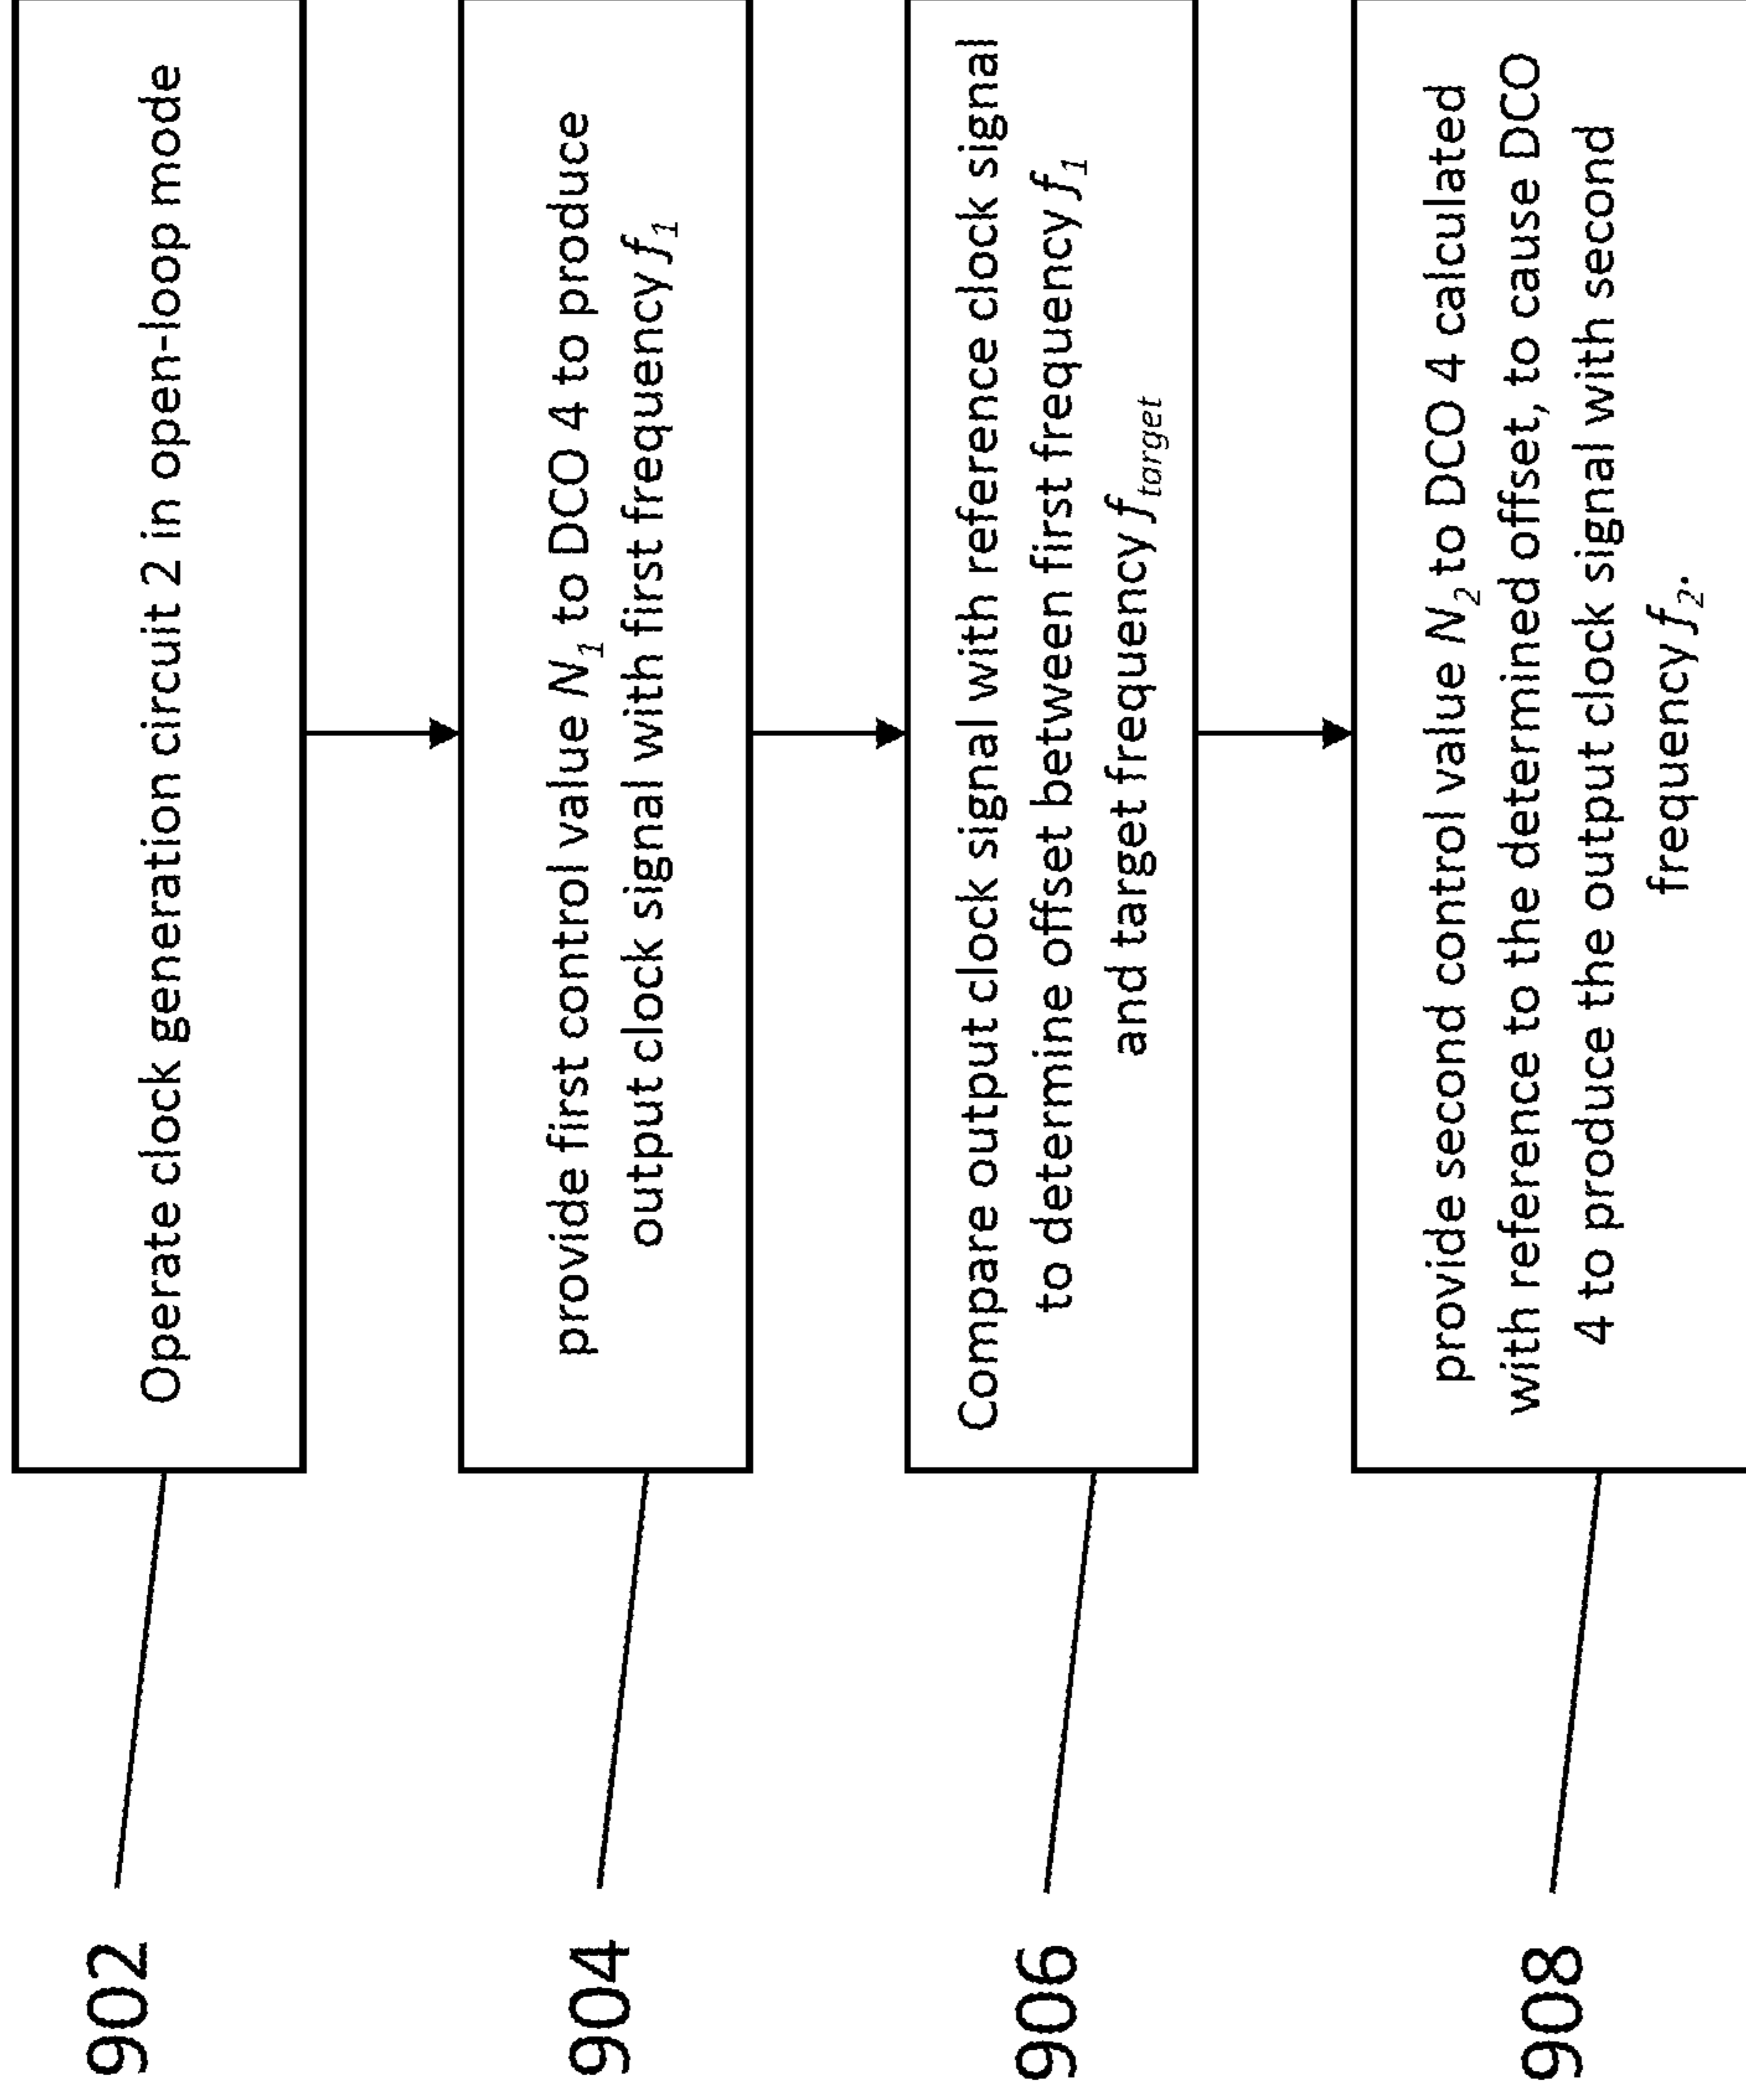 902
Operate clock generation circuit 2 in open-loop mode
904
provide first control value N1 to DCO 4 to produce
output clock signal with first frequency f1
906
Compare output clock signal with reference clock signal
to determine offset between first frequency f1
and target frequency ftarget
908
provide second control value N2 to DCO 4 calculated
with reference to the determined offset, to cause DCO
4 to produce the output clock signal with second
frequency f2.